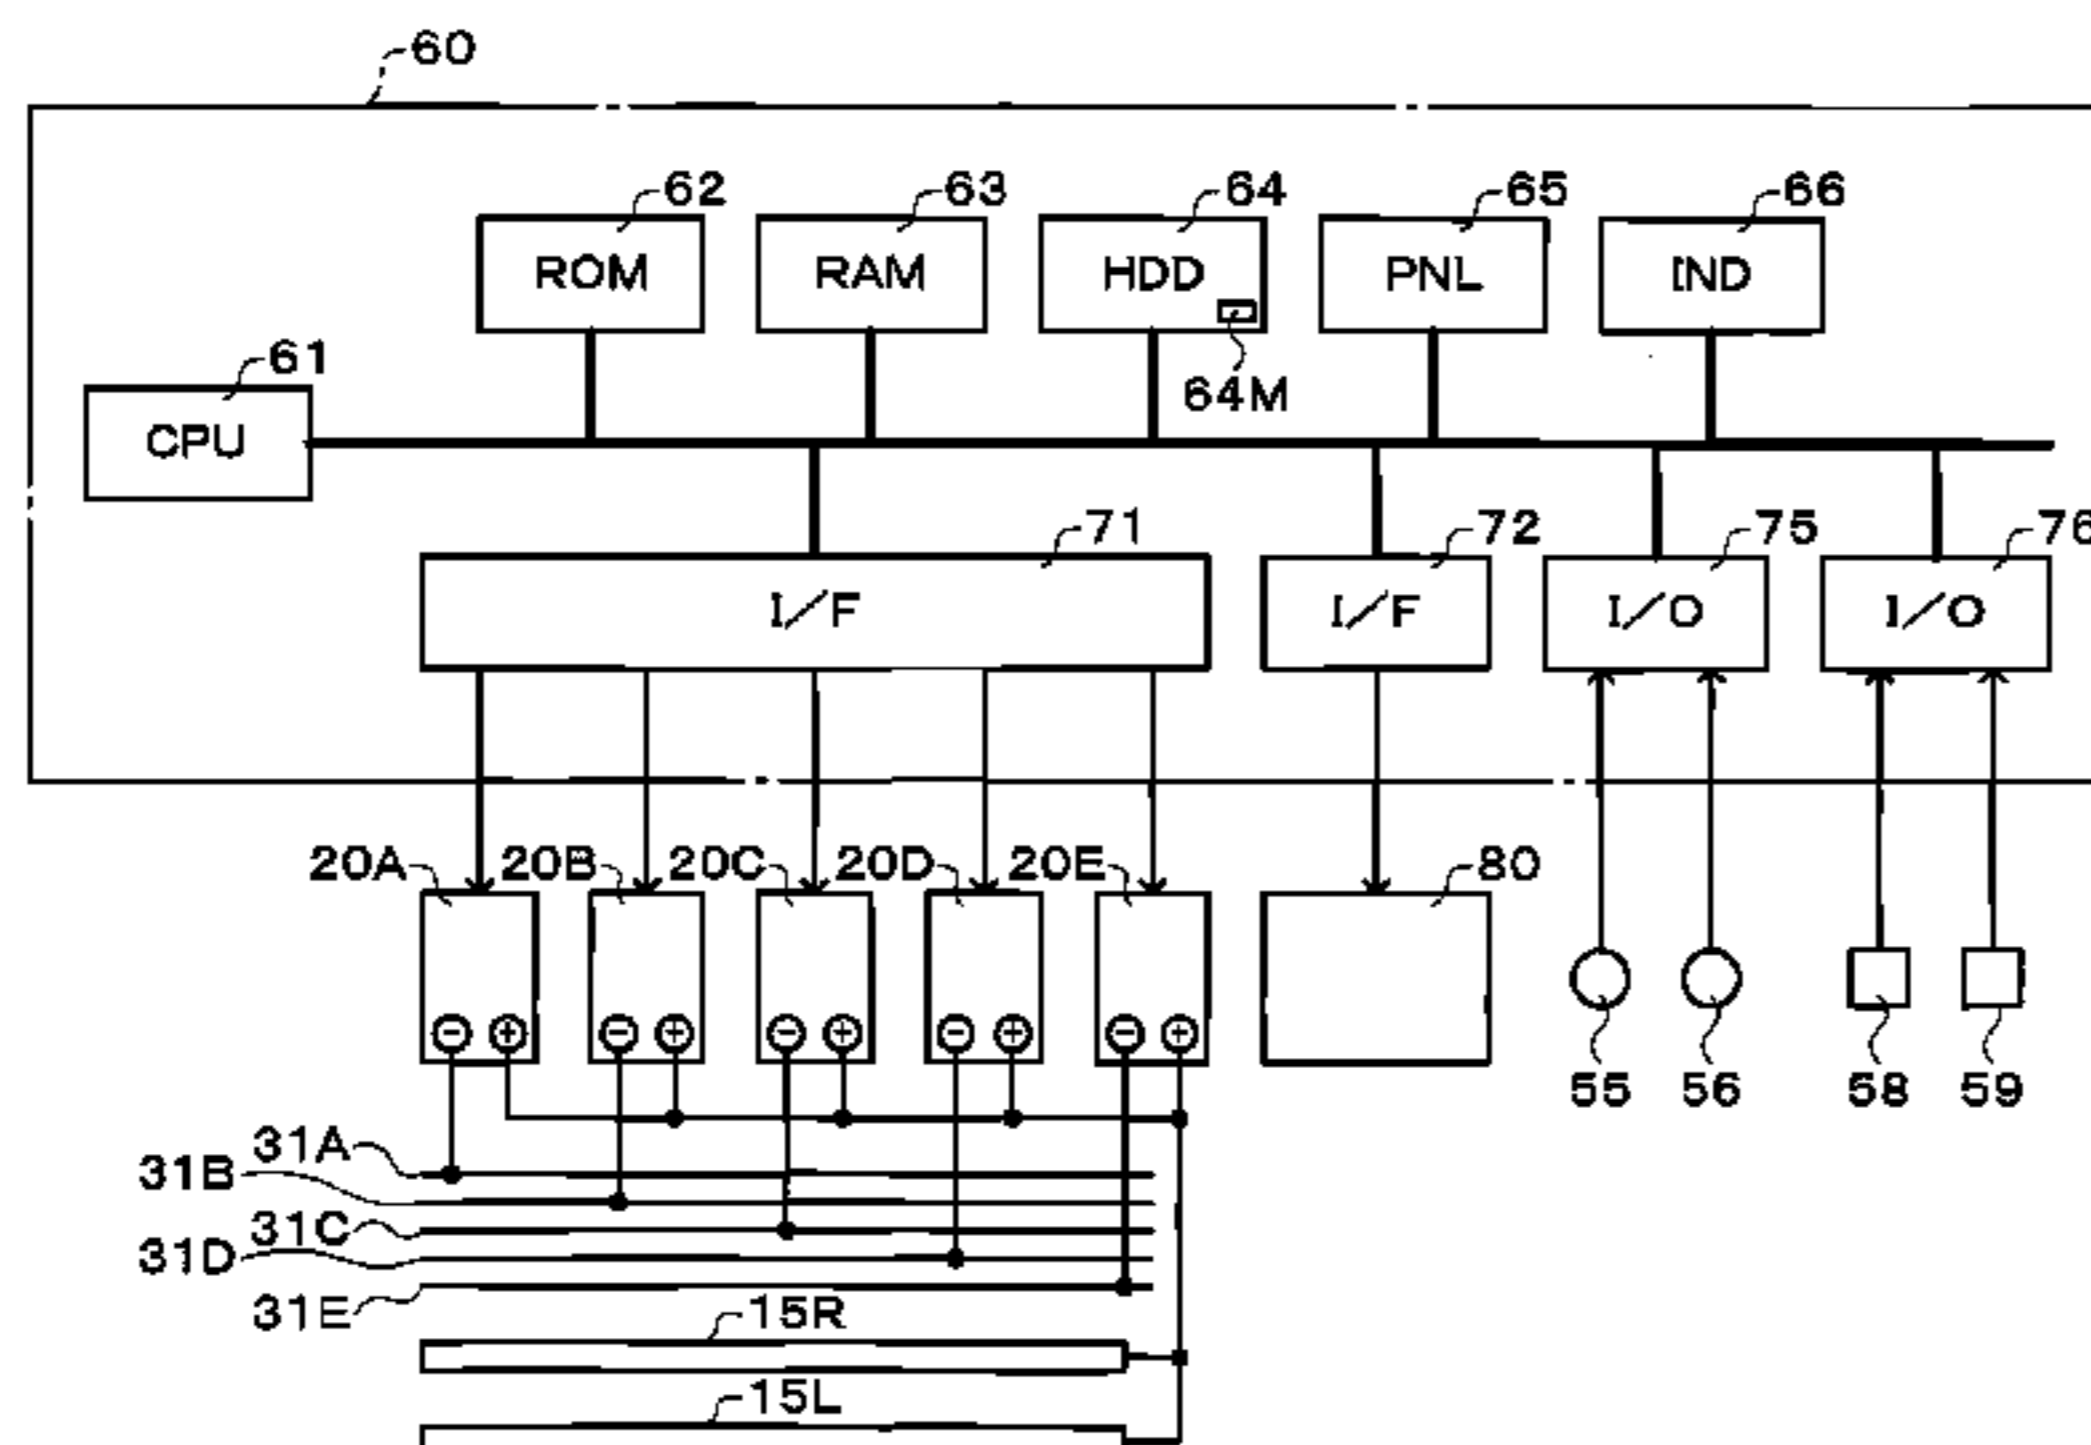 60
62 63 64 65 66
ROM RAM HDD PNL IND
61
64M
CPU
71 72 75 76
I/F I/F I/O I/O
20A 20B 20C 20D 20E 80
− + − + − + − + − +
55 56 58 59
31A
31B
31C
31D
31E
15R
15L